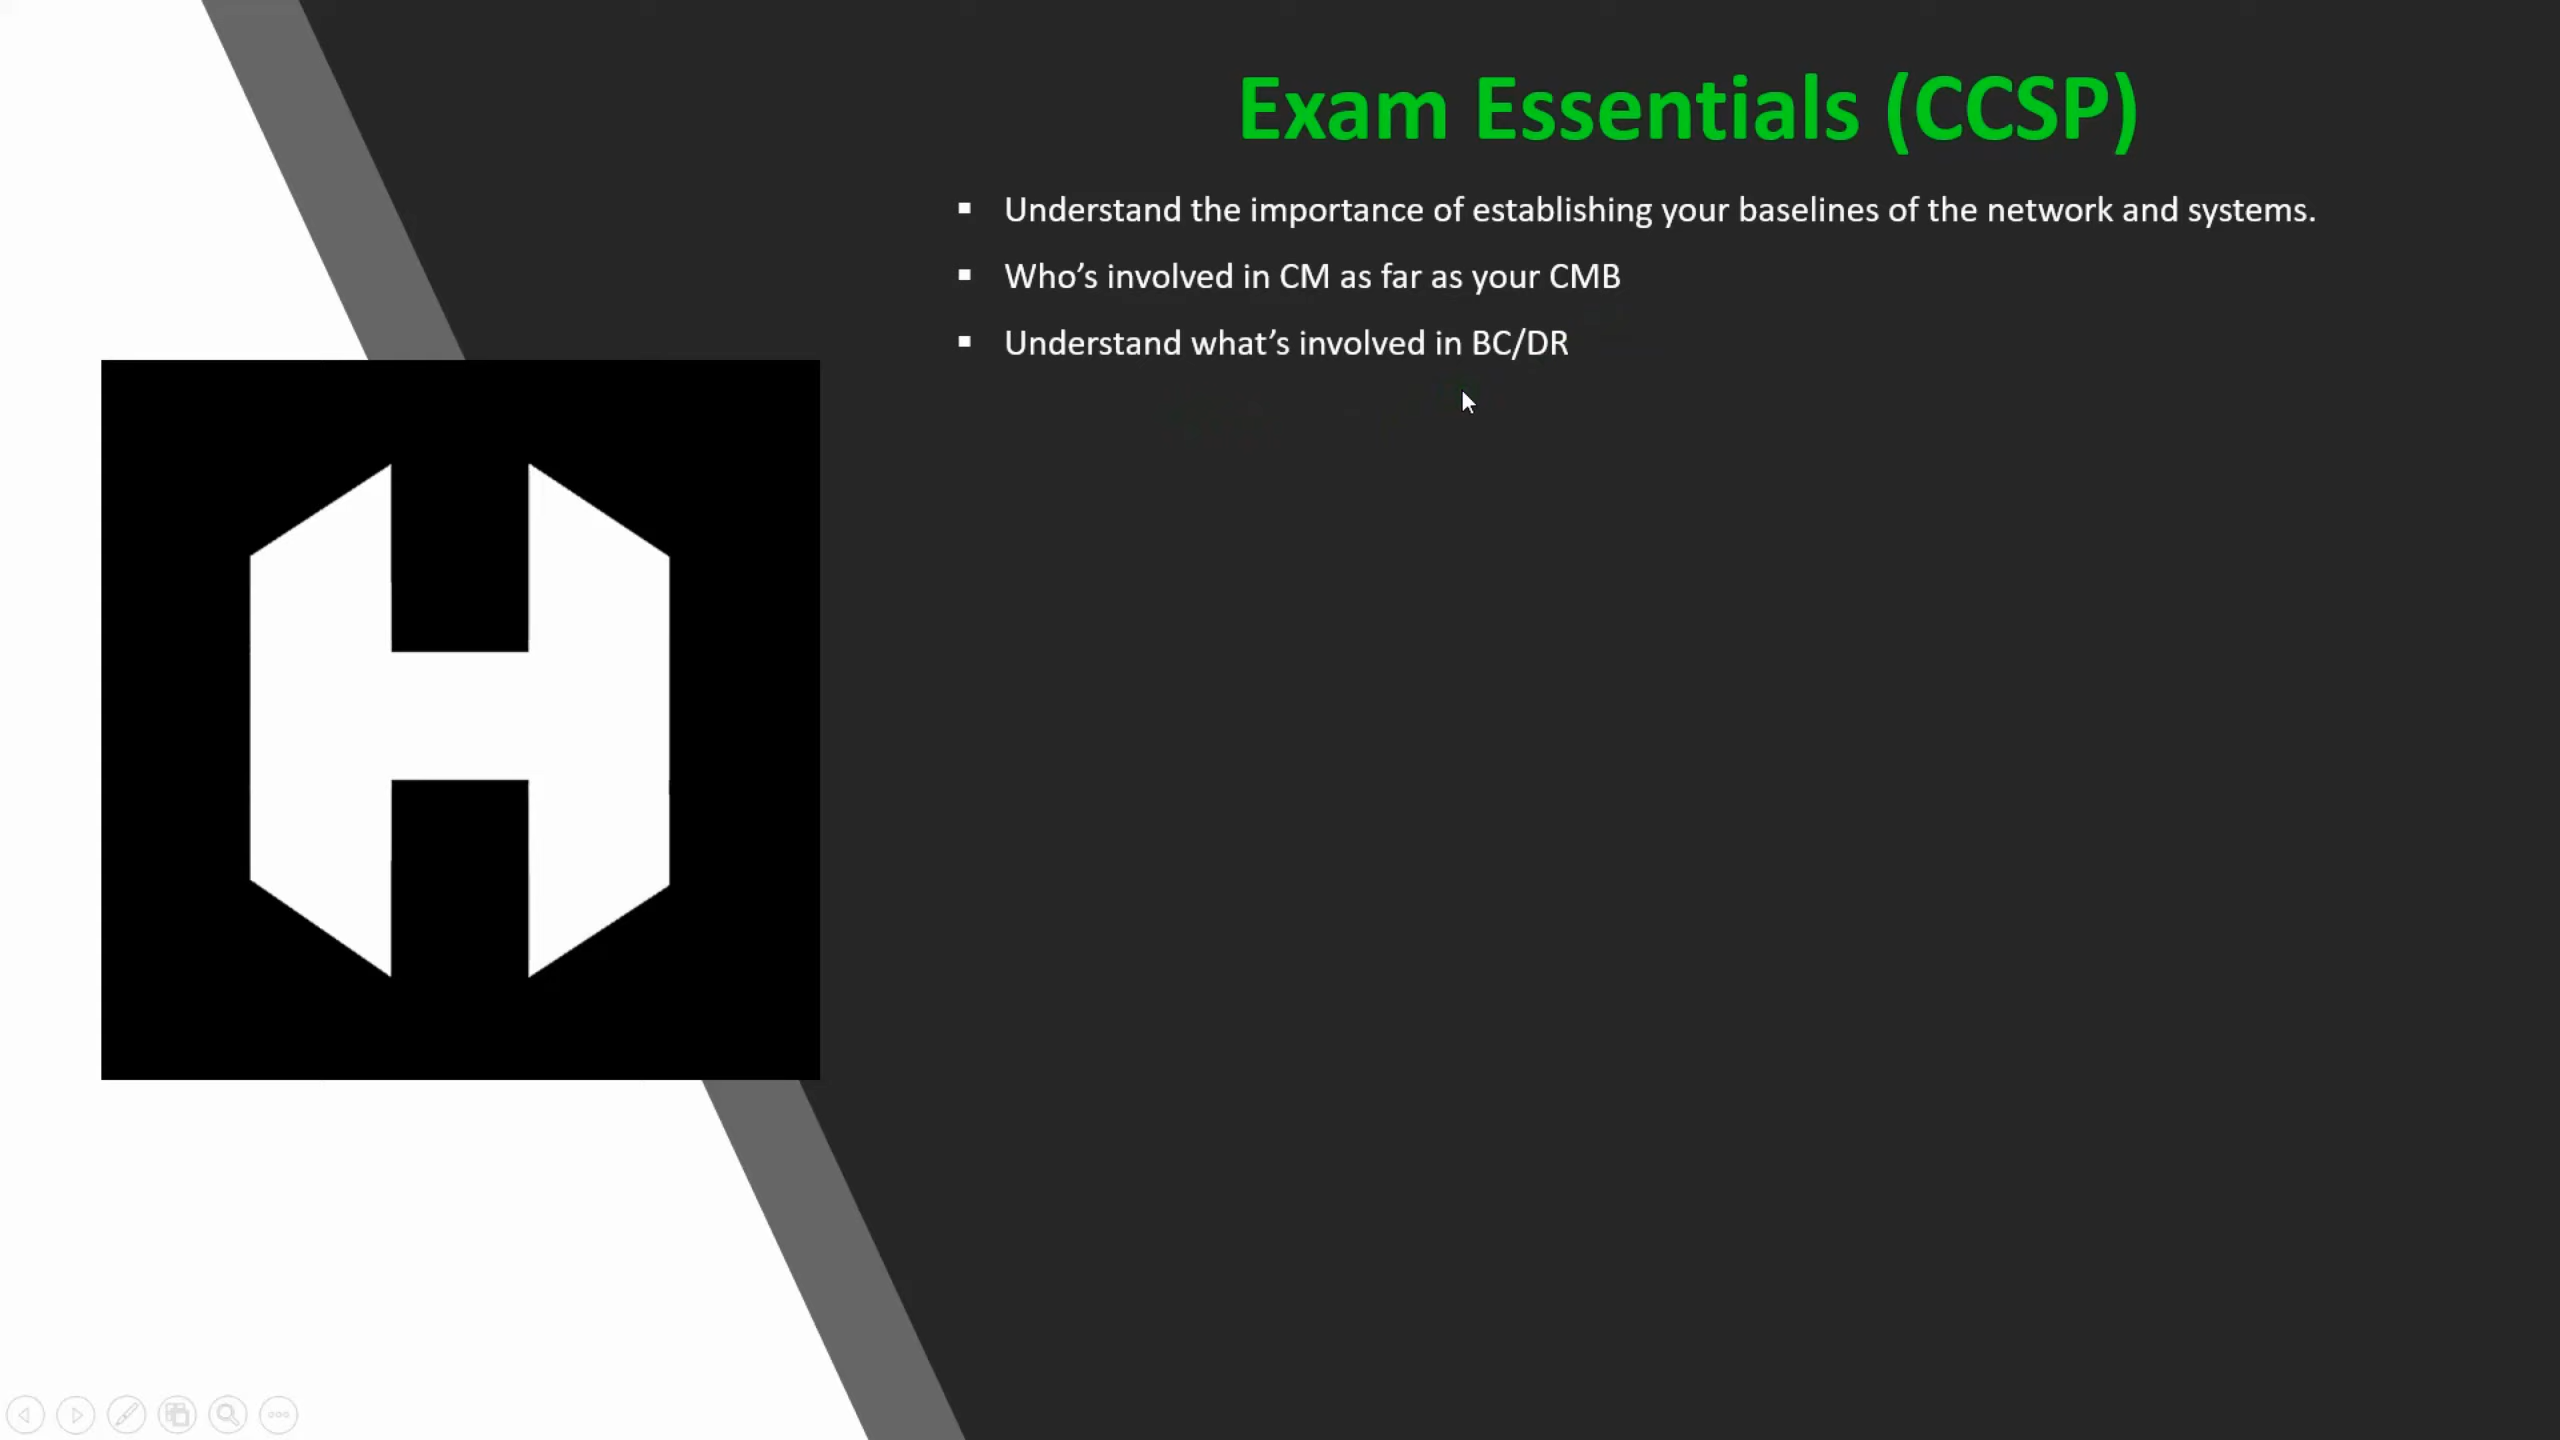 Exam Essentials (CCSP)
▪ Understand the importance of establishing your baselines of the network and systems.
▪ Who’s involved in CM as far as your CMB
▪ Understand what’s involved in BC/DR
H